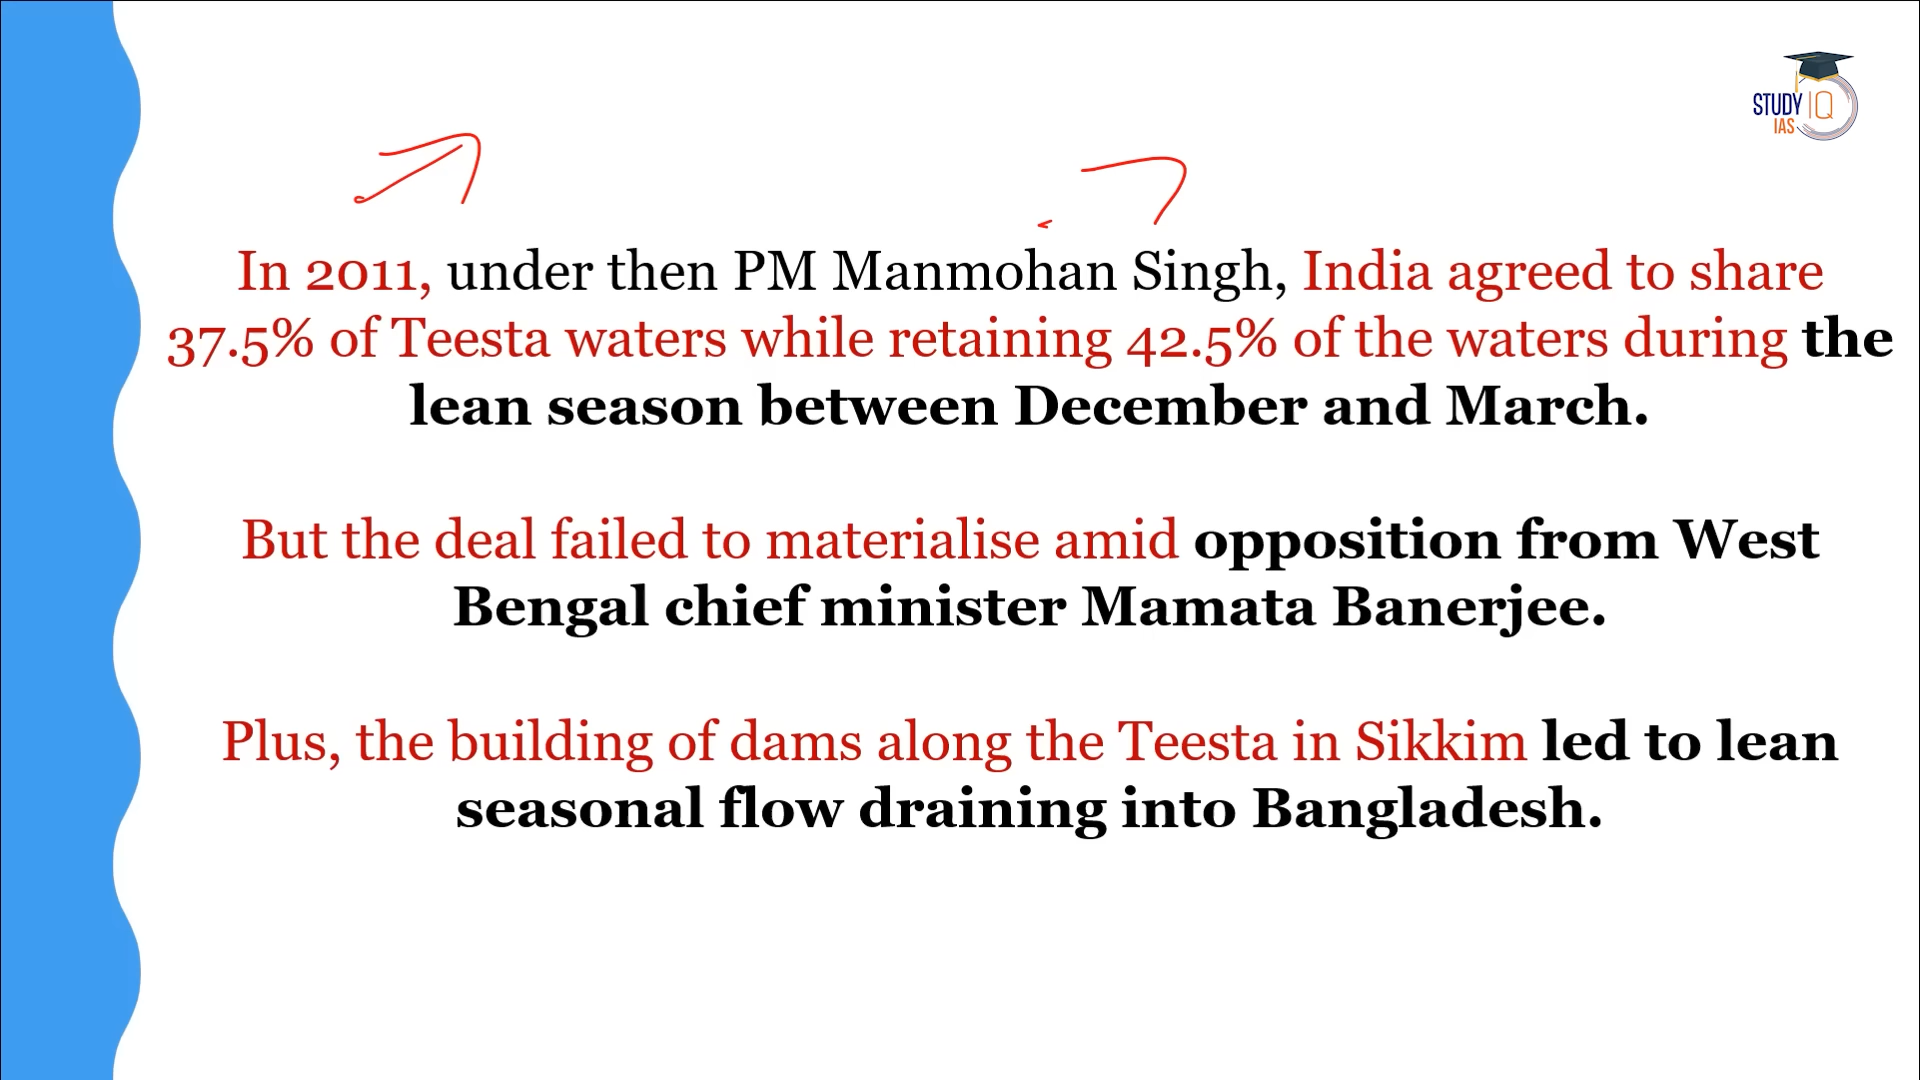 STUDY IQ
IAS
In 2011, under then PM Manmohan Singh, India agreed to share
37.5% of Teesta waters while retaining 42.5% of the waters during the
lean season between December and March.
But the deal failed to materialise amid opposition from West
Bengal chief minister Mamata Banerjee.
Plus, the building of dams along the Teesta in Sikkim led to lean
seasonal flow draining into Bangladesh.